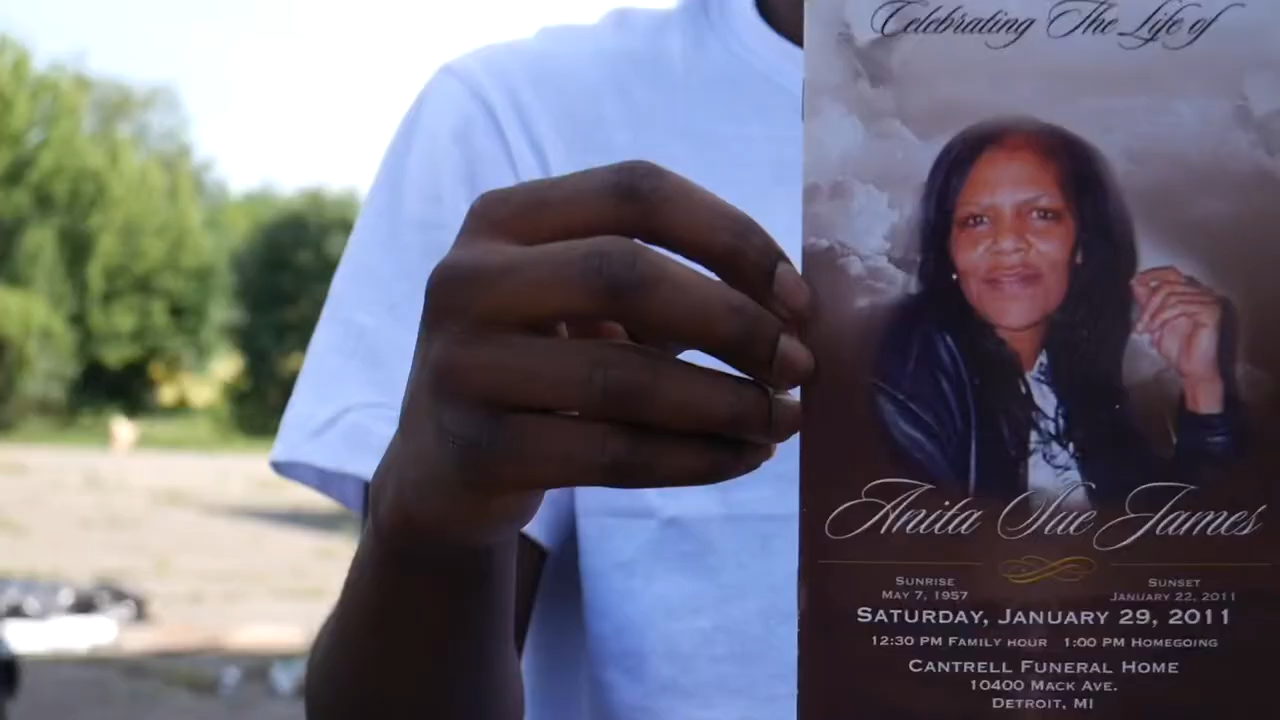 Celebrating The Life of
Anita Sue James
SUNRISE
MAY 7, 1957
SUNSET
JANUARY 22, 2011
SATURDAY, JANUARY 29, 2011
12:30 PM FAMILY HOUR 1:00 PM HOMEGOING
CANTRELL FUNERAL HOME
10400 MACK AVE.
DETROIT, MI